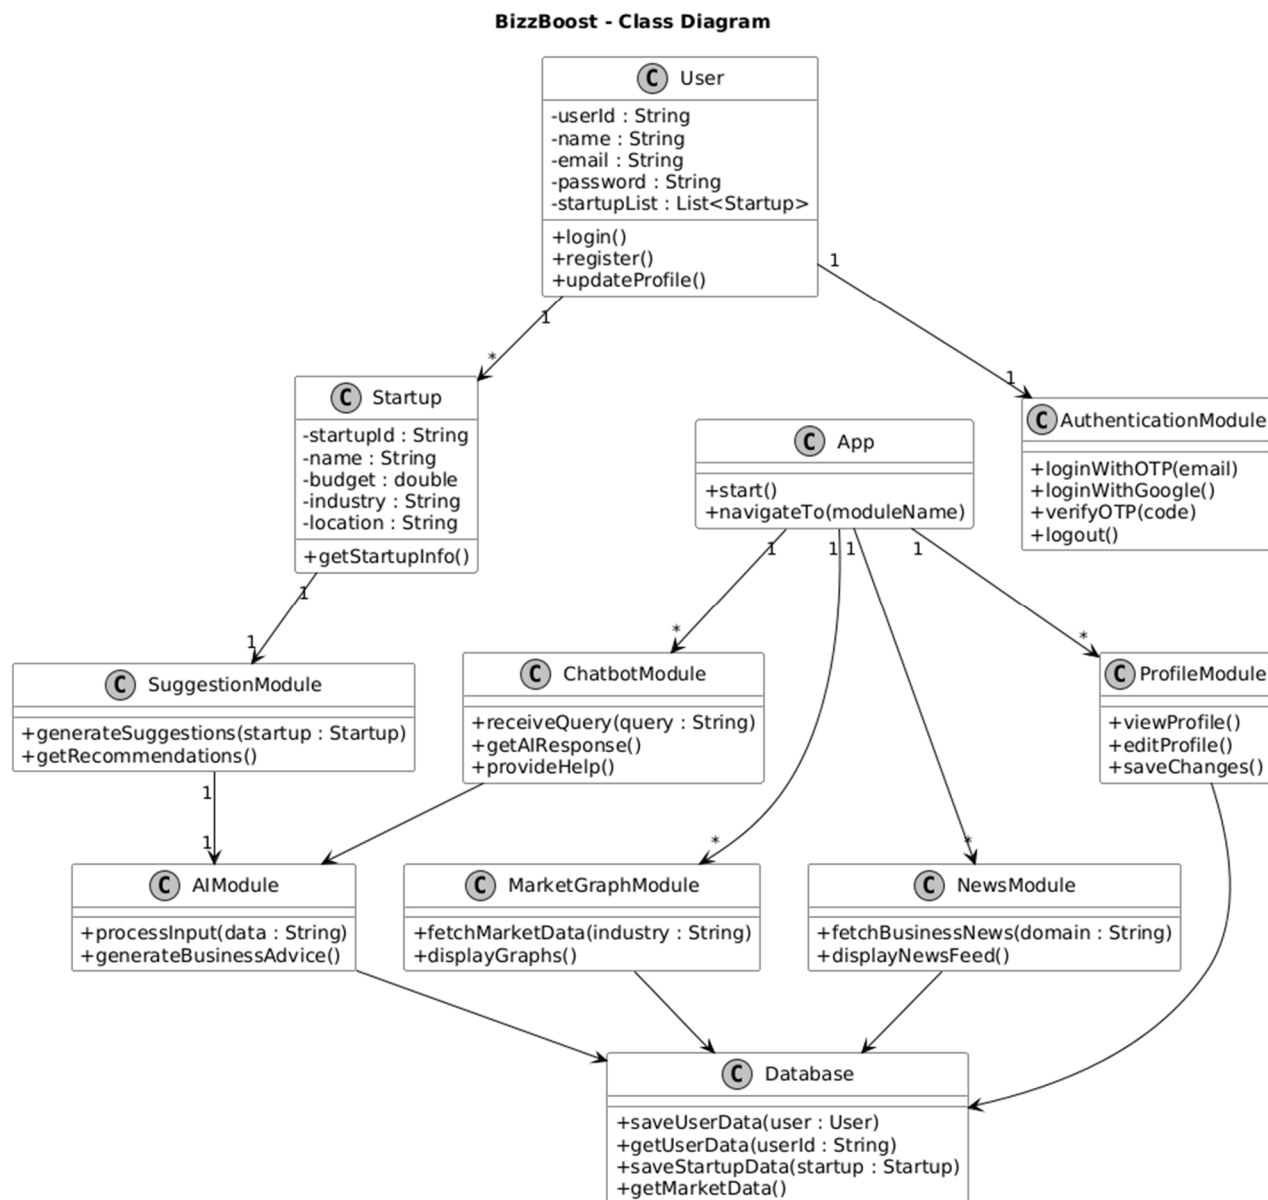 BizzBoost - Class Diagram
C User
-userId : String
-name : String
-email : String
-password : String
-startupList : List<Startup>
+login()
+register()
+updateProfile()
1
1
*
1
C Startup
-startupId : String
-name : String
-budget : double
-industry : String
-location : String
+getStartupInfo()
C App
+start()
+navigateTo(moduleName)
C AuthenticationModule
+loginWithOTP(email)
+loginWithGoogle()
+verifyOTP(code)
+logout()
1
1
1 1
1
1
*
*
C SuggestionModule
+generateSuggestions(startup : Startup)
+getRecommendations()
C ChatbotModule
+receiveQuery(query : String)
+getAIResponse()
+provideHelp()
C ProfileModule
+viewProfile()
+editProfile()
+saveChanges()
1
1
*
*
C AIModule
+processInput(data : String)
+generateBusinessAdvice()
C MarketGraphModule
+fetchMarketData(industry : String)
+displayGraphs()
C NewsModule
+fetchBusinessNews(domain : String)
+displayNewsFeed()
C Database
+saveUserData(user : User)
+getUserData(userId : String)
+saveStartupData(startup : Startup)
+getMarketData()